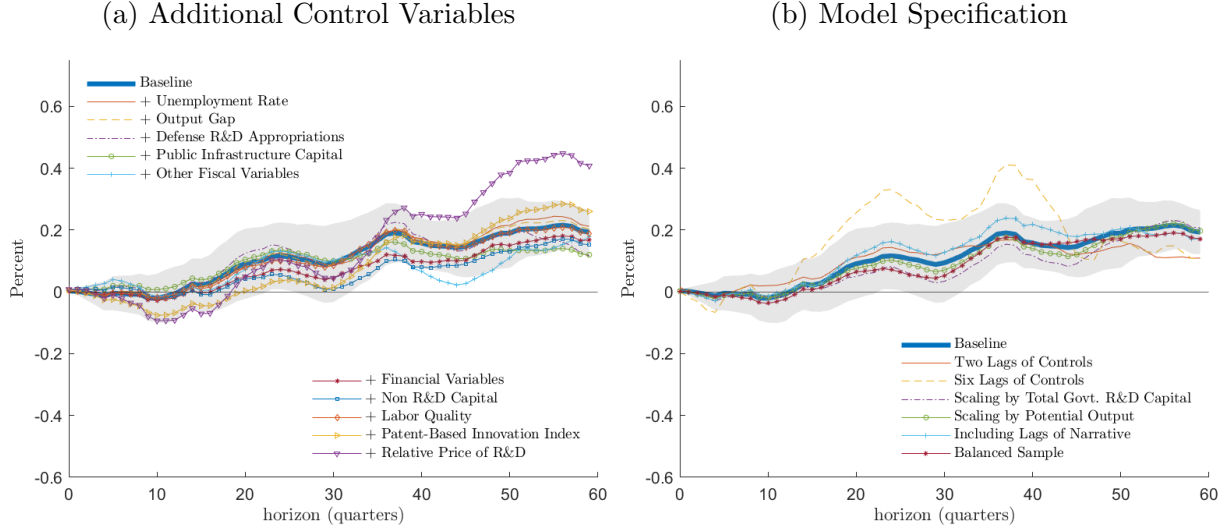 (a) Additional Control Variables
Baseline
+ Unemployment Rate
+ Output Gap
+ Defense R&D Appropriations
+ Public Infrastructure Capital
+ Other Fiscal Variables
+ Financial Variables
+ Non R&D Capital
+ Labor Quality
+ Patent-Based Innovation Index
+ Relative Price of R&D
Percent
0.6
0.4
0.2
0
-0.2
-0.4
-0.6
0 10 20 30 40 50 60
horizon (quarters)
(b) Model Specification
Baseline
Two Lags of Controls
Six Lags of Controls
Scaling by Total Govt. R&D Capital
Scaling by Potential Output
Including Lags of Narrative
Balanced Sample
Percent
0.6
0.4
0.2
0
-0.2
-0.4
-0.6
0 10 20 30 40 50 60
horizon (quarters)